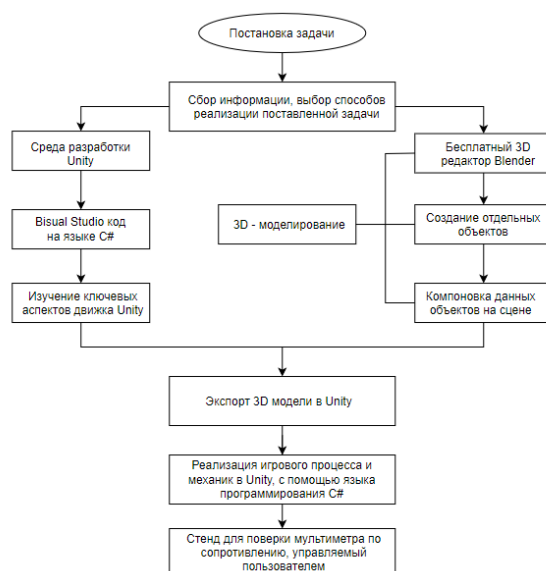 Постановка задачи
Сбор информации, выбор способов
реализации поставленной задачи
Среда разработки
Unity
Бесплатный 3D
редактор Blender
Bisual Studio код
на языке C#
3D - моделирование
Создание отдельных
объектов
Изучение ключевых
аспектов движка Unity
Компоновка данных
объектов на сцене
Экспорт 3D модели в Unity
Реализация игрового процесса и
механик в Unity, с помощью языка
программирования C#
Стенд для поверки мультиметра по
сопротивлению, управляемый
пользователем